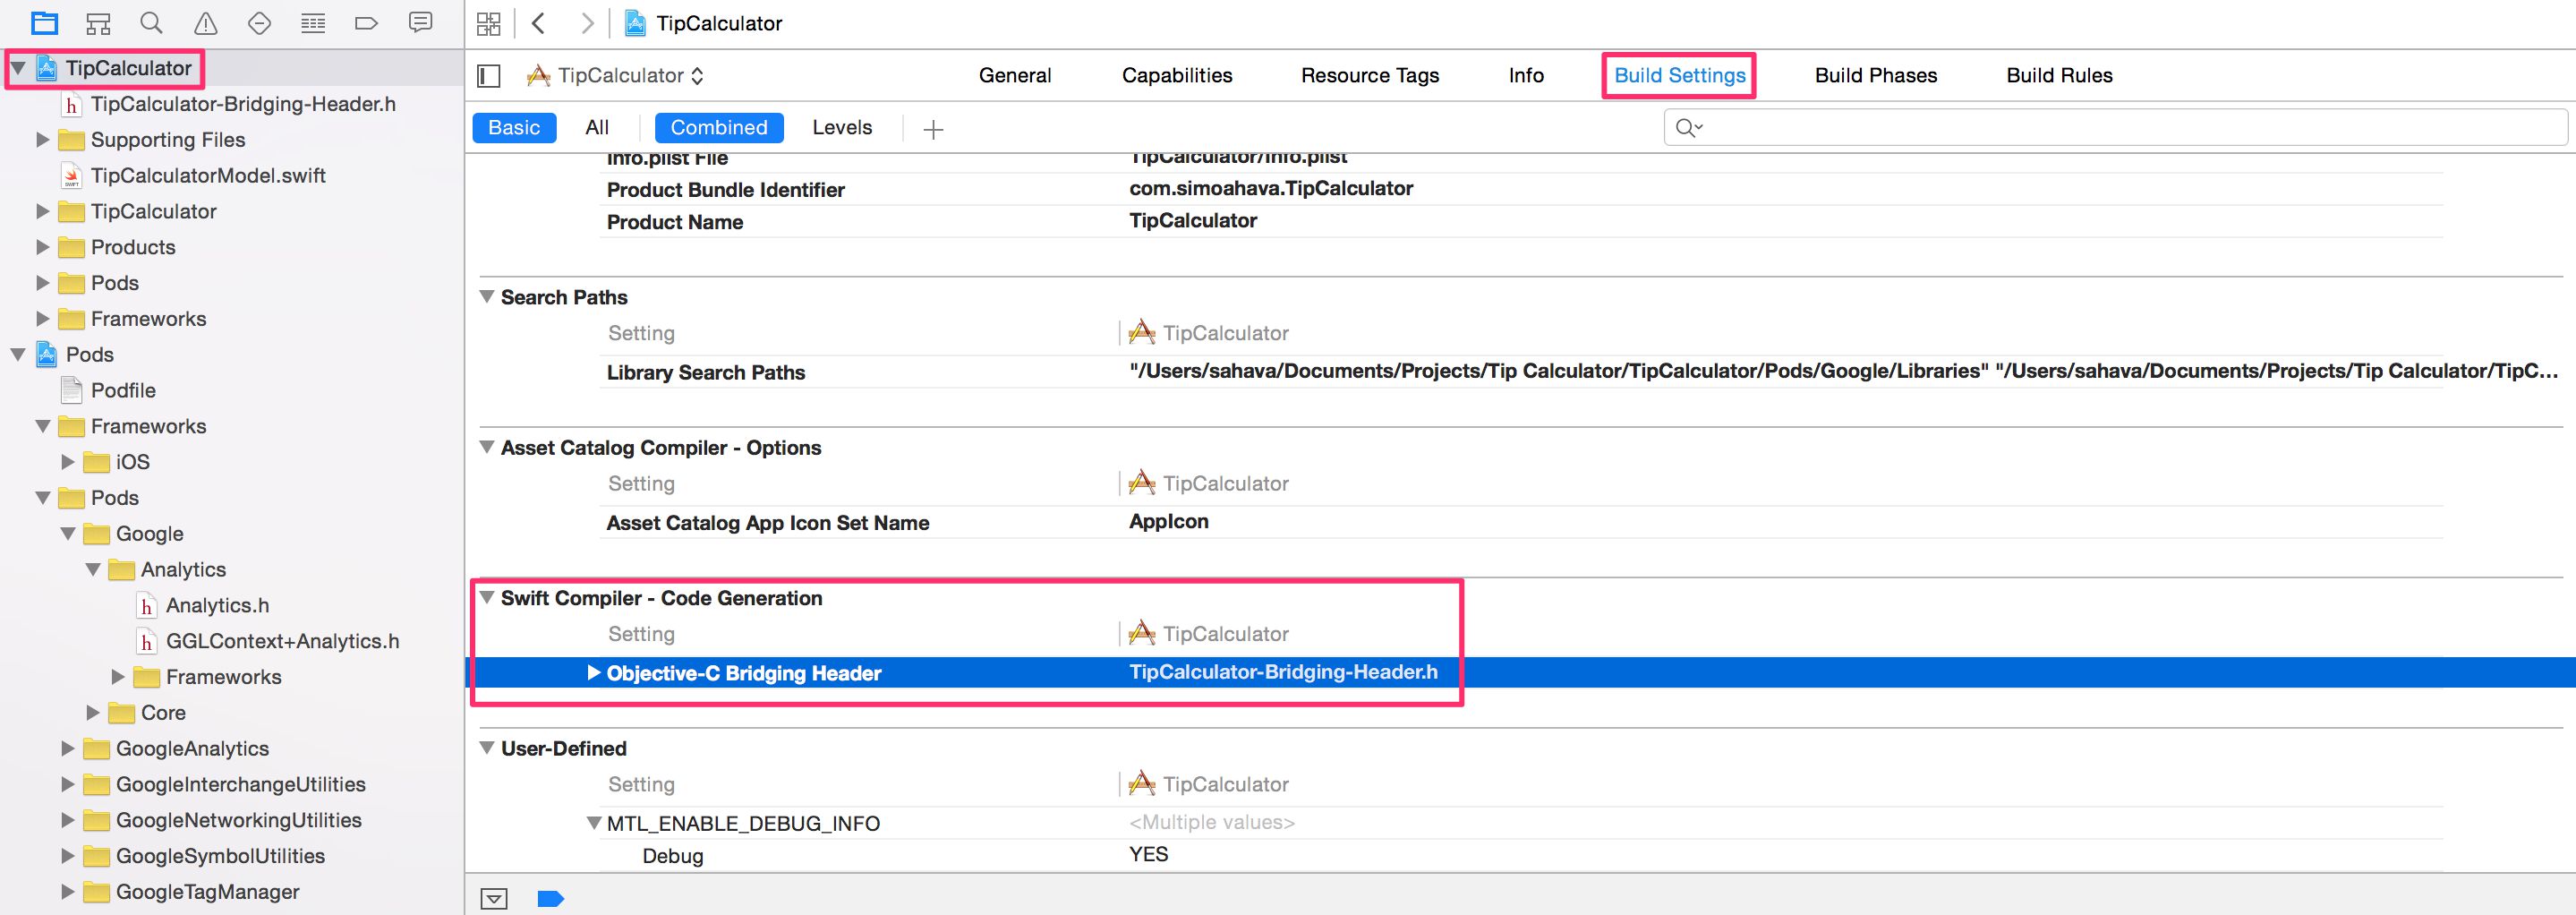 TipCalculator
TipCalculator
TipCalculator-Bridging-Header.h
Supporting Files
TipCalculatorModel.swift
TipCalculator
Products
Pods
Frameworks
Pods
Podfile
Frameworks
iOS
Pods
Google
Analytics
Analytics.h
GGLContext+Analytics.h
Frameworks
Core
GoogleAnalytics
GoogleInterchangeUtilities
GoogleNetworkingUtilities
GoogleSymbolUtilities
GoogleTagManager
TipCalculator General Capabilities Resource Tags Info Build Settings Build Phases Build Rules
Basic All Combined Levels
Info.plist File TipCalculator/Info.plist
Product Bundle Identifier com.simoahava.TipCalculator
Product Name TipCalculator
Search Paths
Setting TipCalculator
Library Search Paths "/Users/sahava/Documents/Projects/Tip Calculator/TipCalculator/Pods/Google/Libraries" "/Users/sahava/Documents/Projects/Tip Calculator/TipC...
Asset Catalog Compiler - Options
Setting TipCalculator
Asset Catalog App Icon Set Name AppIcon
Swift Compiler - Code Generation
Setting TipCalculator
Objective-C Bridging Header TipCalculator-Bridging-Header.h
User-Defined
Setting TipCalculator
MTL_ENABLE_DEBUG_INFO <Multiple values>
Debug YES